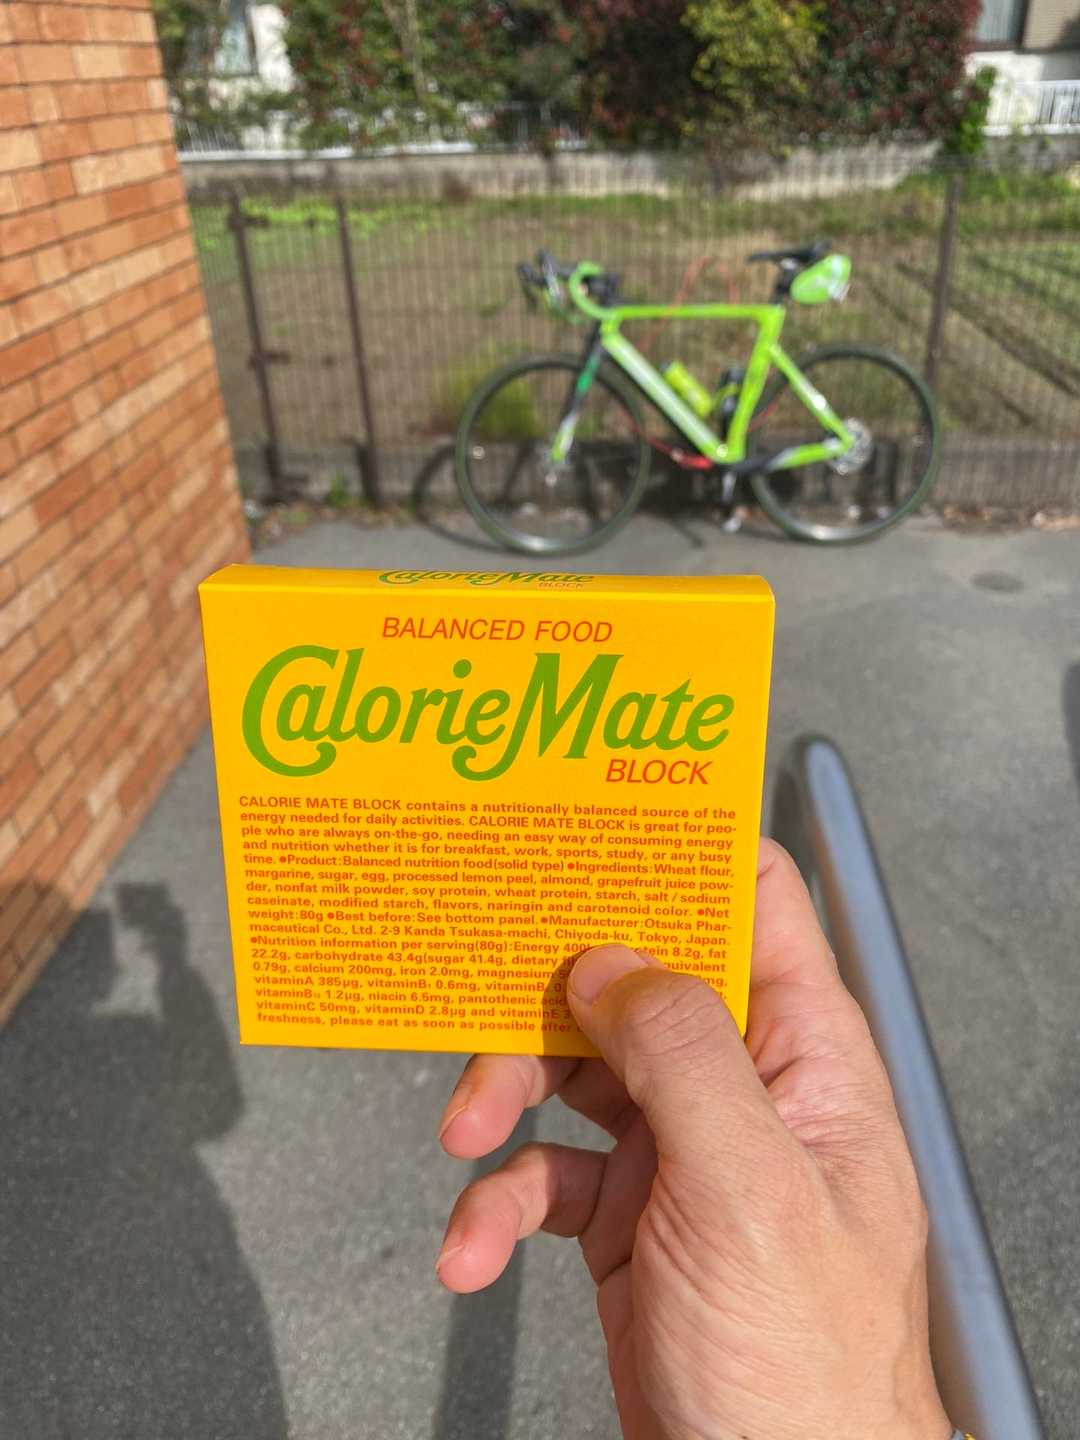 CalorieMate
BLOCK
BALANCED FOOD
CalorieMate
BLOCK
CALORIE MATE BLOCK contains a nutritionally balanced source of the
energy needed for daily activities. CALORIE MATE BLOCK is great for peo-
ple who are always on-the-go, needing an easy way of consuming energy
and nutrition whether it is for breakfast, work, sports, study, or any busy
time. ●Product:Balanced nutrition food(solid type) ●Ingredients:Wheat flour,
margarine, sugar, egg, processed lemon peel, almond, grapefruit juice pow-
der, nonfat milk powder, soy protein, wheat protein, starch, salt / sodium
caseinate, modified starch, flavors, naringin and carotenoid color. ●Net
weight:80g ●Best before:See bottom panel. ●Manufacturer:Otsuka Phar-
maceutical Co., Ltd. 2-9 Kanda Tsukasa-machi, Chiyoda-ku, Tokyo, Japan.
●Nutrition information per serving(80g):Energy 8.2g, fat
22.2g, carbohydrate 43.4g(sugar 41.4g, dietary
0.79g, calcium 200mg, iron 2.0mg, magnesium
vitaminA 385μg, vitaminB₁ 0.6mg,
vitaminB₁₂ 1.2μg, niacin 6.5mg, pantothenic acid
vitaminC 50mg, vitaminD 2.8μg and vitaminE
freshness, please eat as soon as possible after